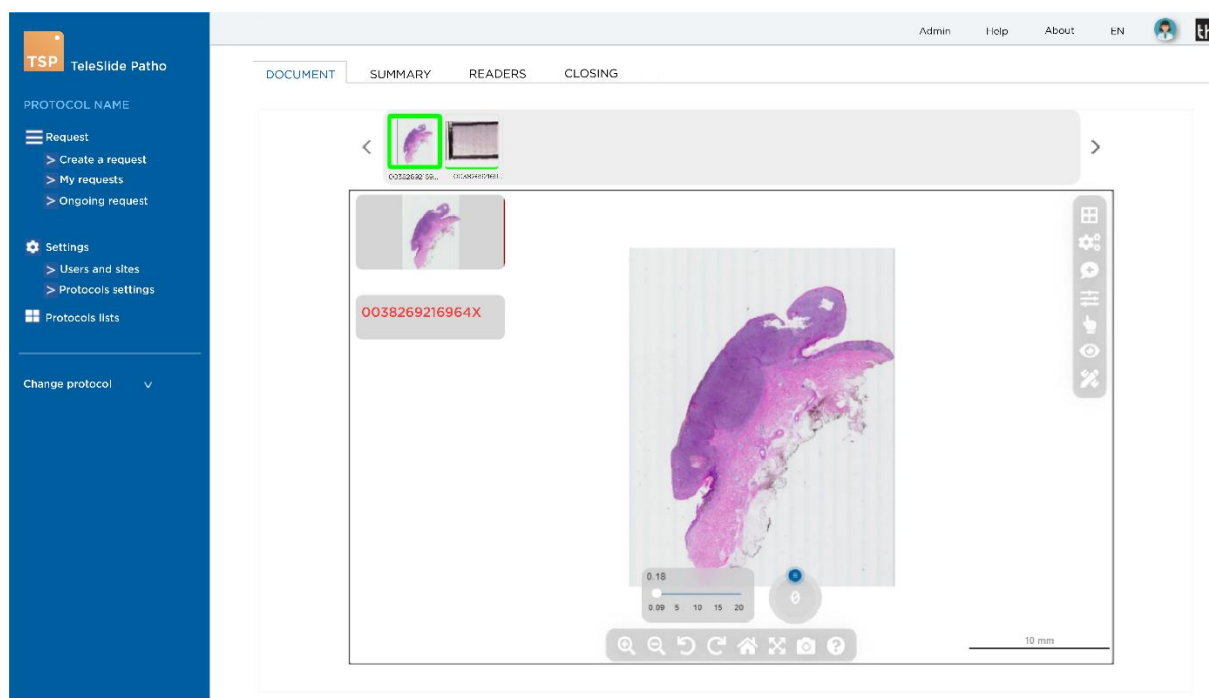 Admin Help About EN
TSP TeleSlide Patho
DOCUMENT SUMMARY READERS CLOSING
PROTOCOL NAME
Request
> Create a request
> My requests
> Ongoing request
Settings
> Users and sites
> Protocols settings
Protocols lists
Change protocol
0038269216964X
0.18
0.09 5 10 15 20
0
10 mm